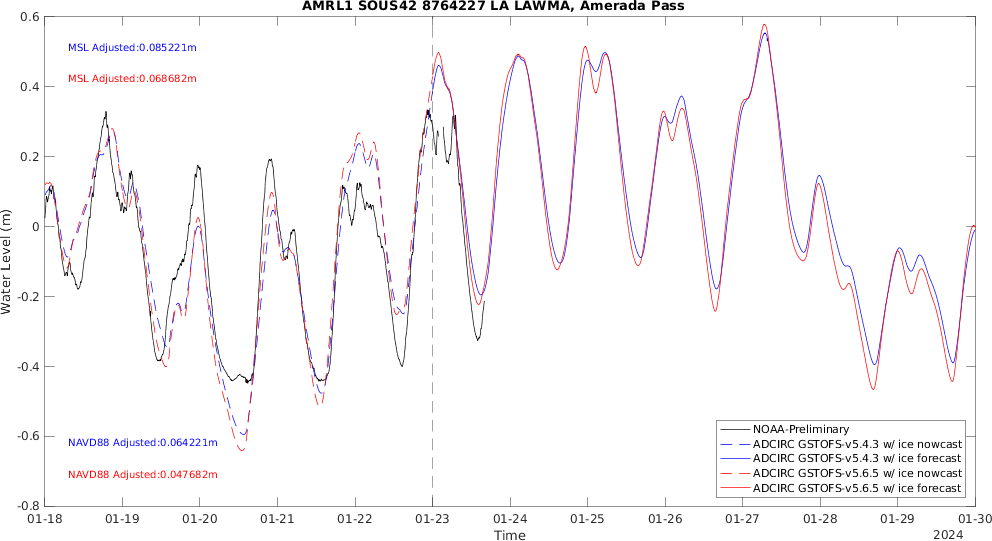 AMRL1 SOUS42 8764227 LA LAWMA, Amerada Pass
0.6
MSL Adjusted:0.085221m
MSL Adjusted:0.068682m
0.4
0.2
0
-0.2
-0.4
-0.6
-0.8
Water Level (m)
NAVD88 Adjusted:0.064221m
NAVD88 Adjusted:0.047682m
NOAA-Preliminary
ADCIRC GSTOFS-v5.4.3 w/ ice nowcast
ADCIRC GSTOFS-v5.4.3 w/ ice forecast
ADCIRC GSTOFS-v5.6.5 w/ ice nowcast
ADCIRC GSTOFS-v5.6.5 w/ ice forecast
01-18 01-19 01-20 01-21 01-22 01-23 01-24 01-25 01-26 01-27 01-28 01-29 01-30
Time
2024